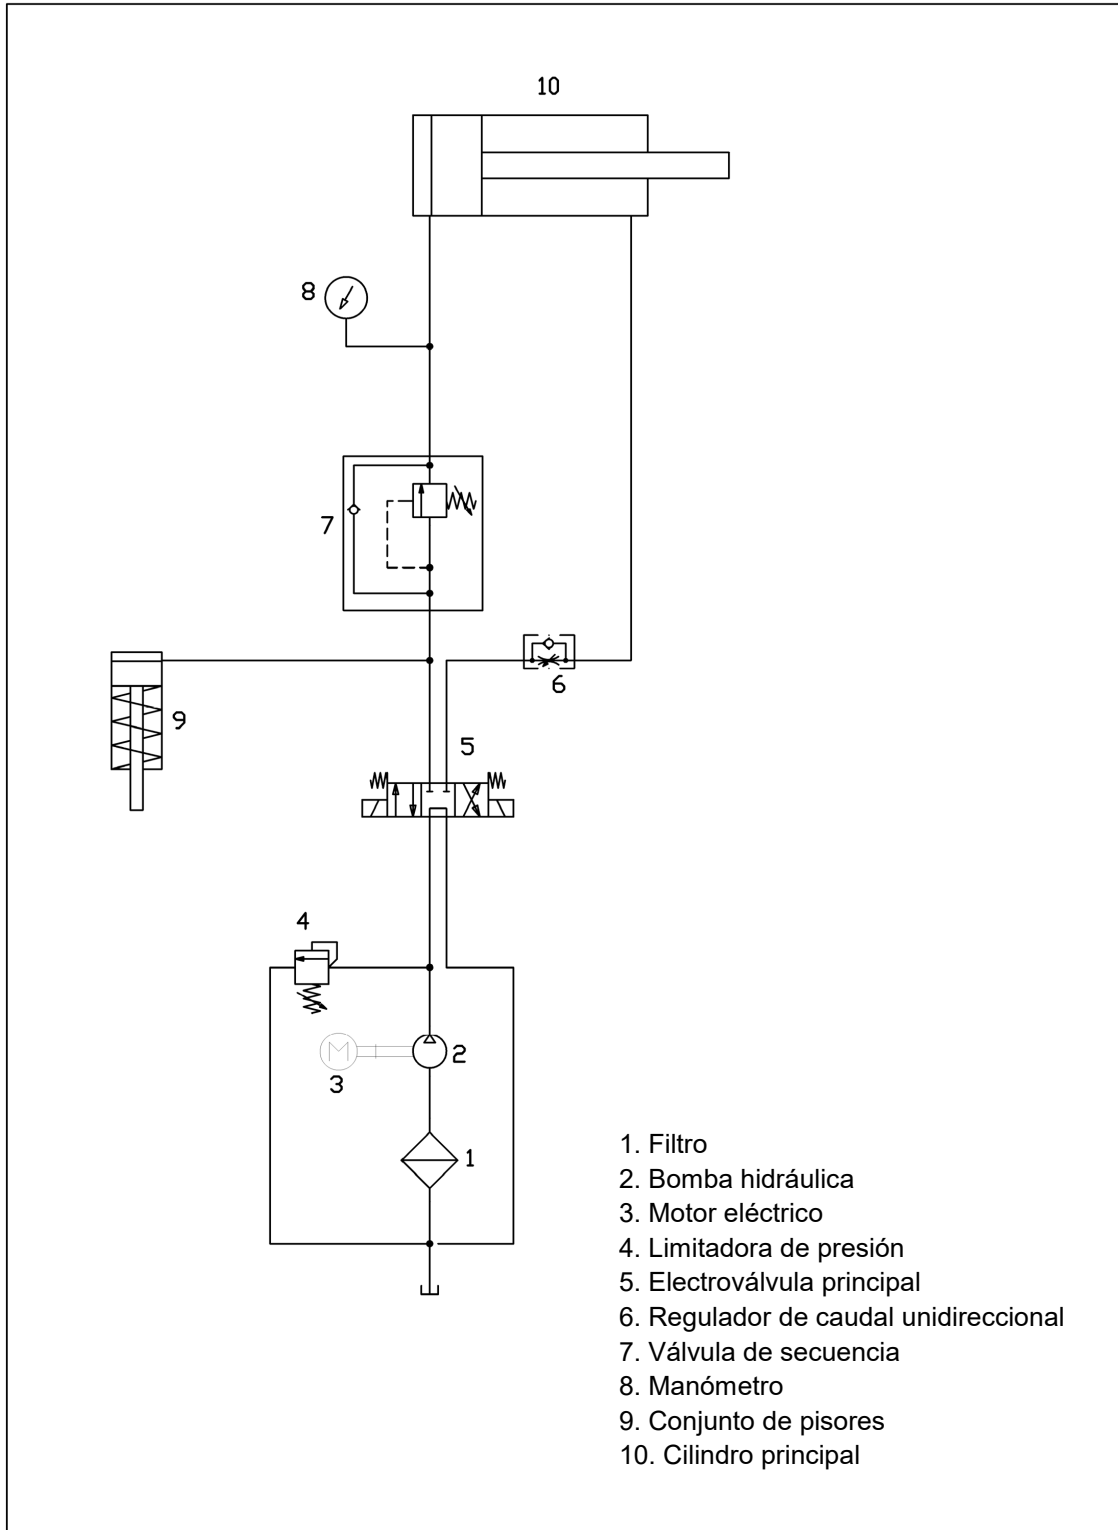 10
8
7
6
9
5
4
M
2
3
1
1. Filtro
2. Bomba hidráulica
3. Motor eléctrico
4. Limitadora de presión
5. Electroválvula principal
6. Regulador de caudal unidireccional
7. Válvula de secuencia
8. Manómetro
9. Conjunto de pisores
10. Cilindro principal